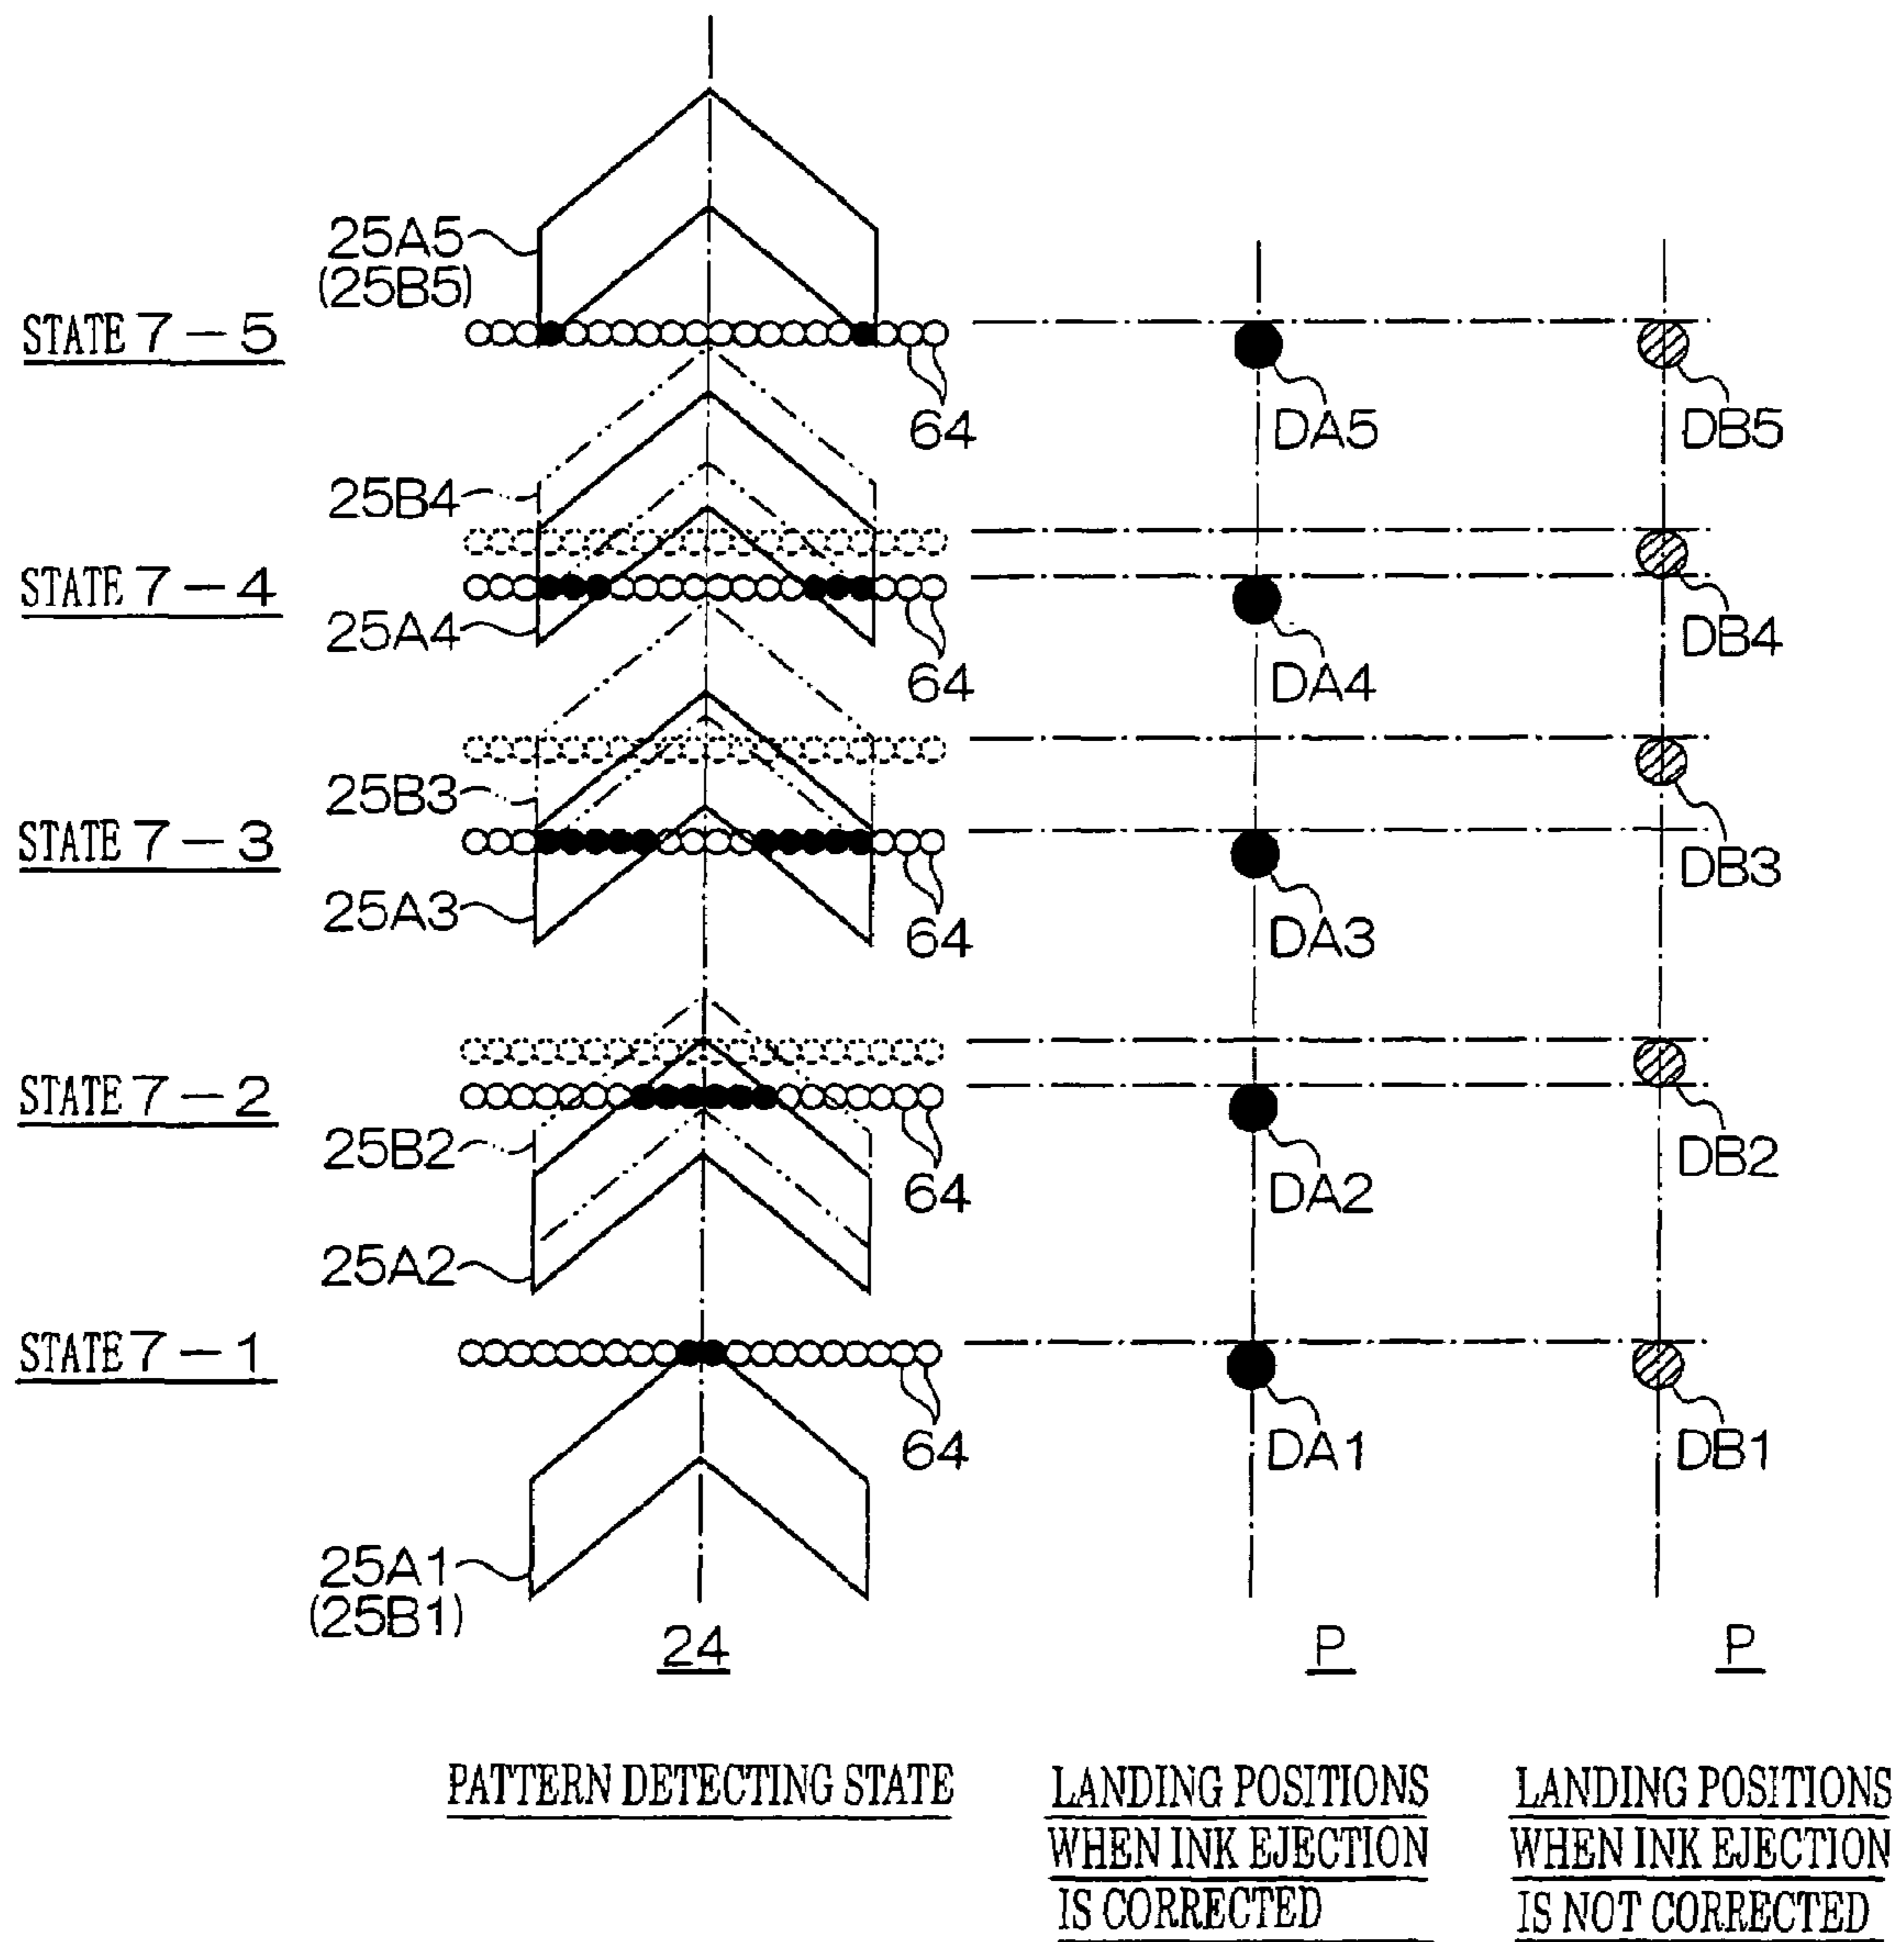 25A5
(25B5)
STATE 7-5
64
DA5
DB5
25B4
STATE 7-4
25A4
64
DA4
DB4
25B3
STATE 7-3
25A3
64
DA3
DB3
STATE 7-2
25B2
64
DA2
DB2
25A2
STATE 7-1
64
DA1
DB1
25A1
(25B1)
24
P
P
PATTERN DETECTING STATE
LANDING POSITIONS
WHEN INK EJECTION
IS CORRECTED
LANDING POSITIONS
WHEN INK EJECTION
IS NOT CORRECTED